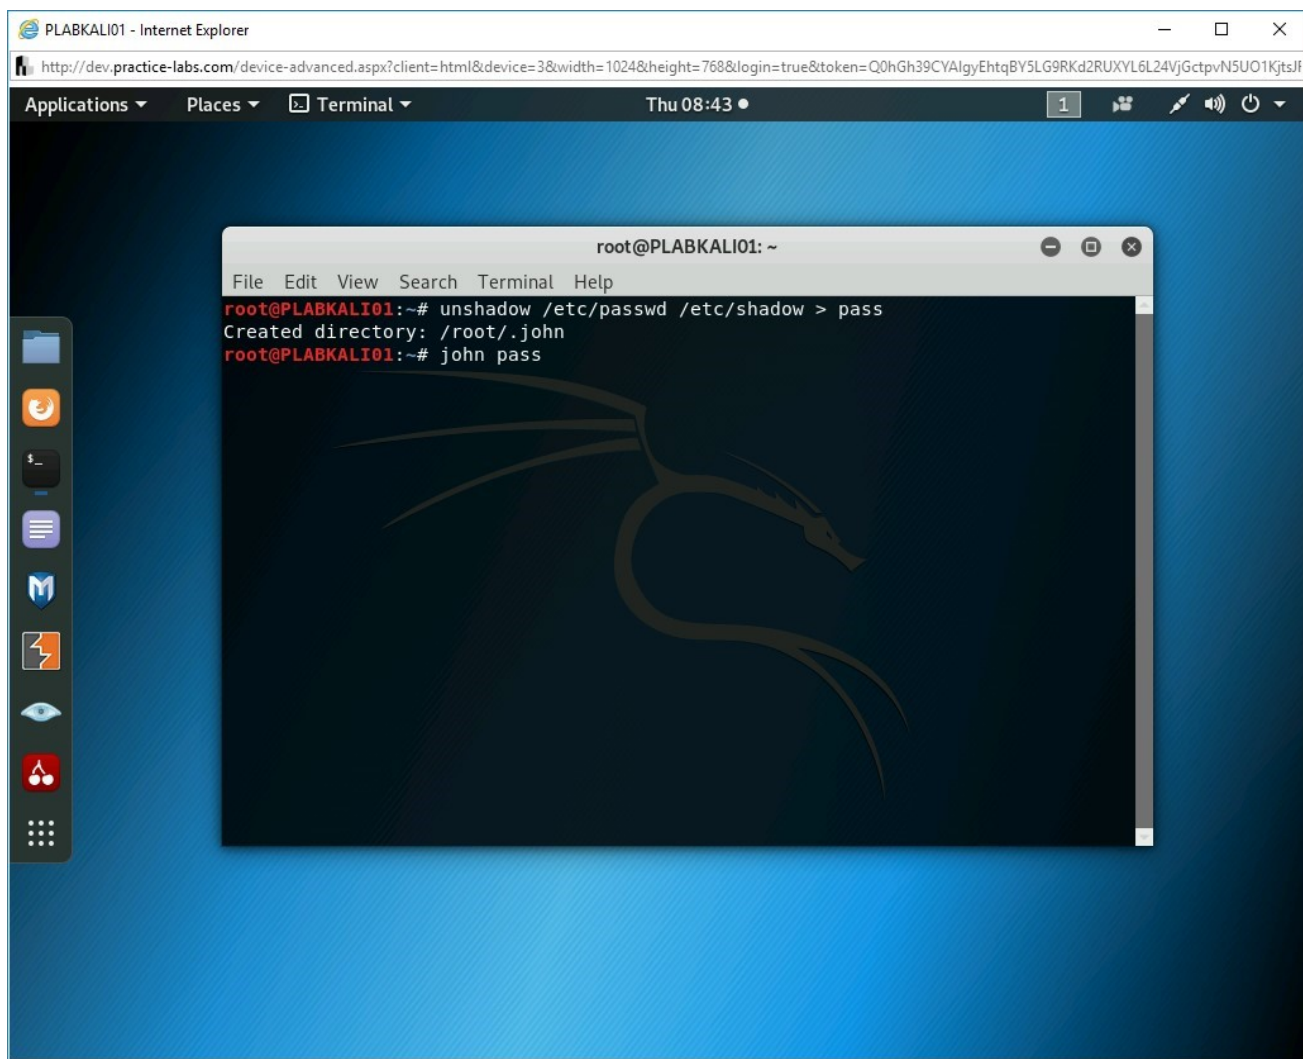 PLABKALI01 - Internet Explorer
http://dev.practice-labs.com/device-advanced.aspx?client=html&device=3&width=1024&height=768&login=true&token=
Applications Places Terminal Thu 08:43 1
root@PLABKALI01: ~
File Edit View Search Terminal Help
root@PLABKALI01:~# unshadow /etc/passwd /etc/shadow > pass
Created directory: /root/.john
root@PLABKALI01:~# john pass
$_